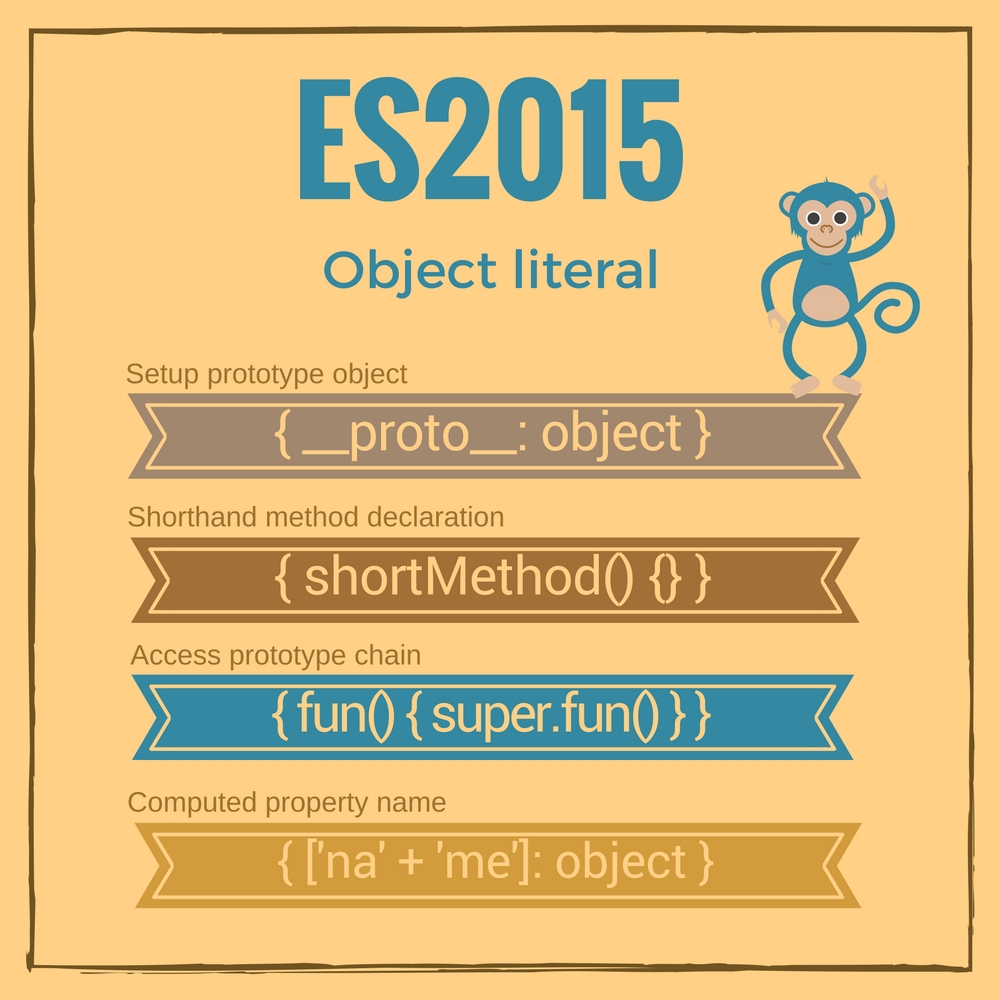 ES2015
Object literal
Setup prototype object
{ __proto__: object }
Shorthand method declaration
{ shortMethod() {} }
Access prototype chain
{ fun() { super.fun() } }
Computed property name
{ ['na' + 'me']: object }